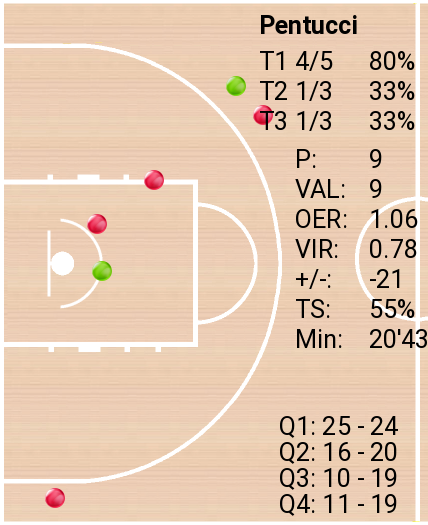 Pentucci
T1 4/5 80%
T2 1/3 33%
T3 1/3 33%
P: 9
VAL: 9
OER: 1.06
VIR: 0.78
+/-: -21
TS: 55%
Min: 20'43
Q1: 25 - 24
Q2: 16 - 20
Q3: 10 - 19
Q4: 11 - 19